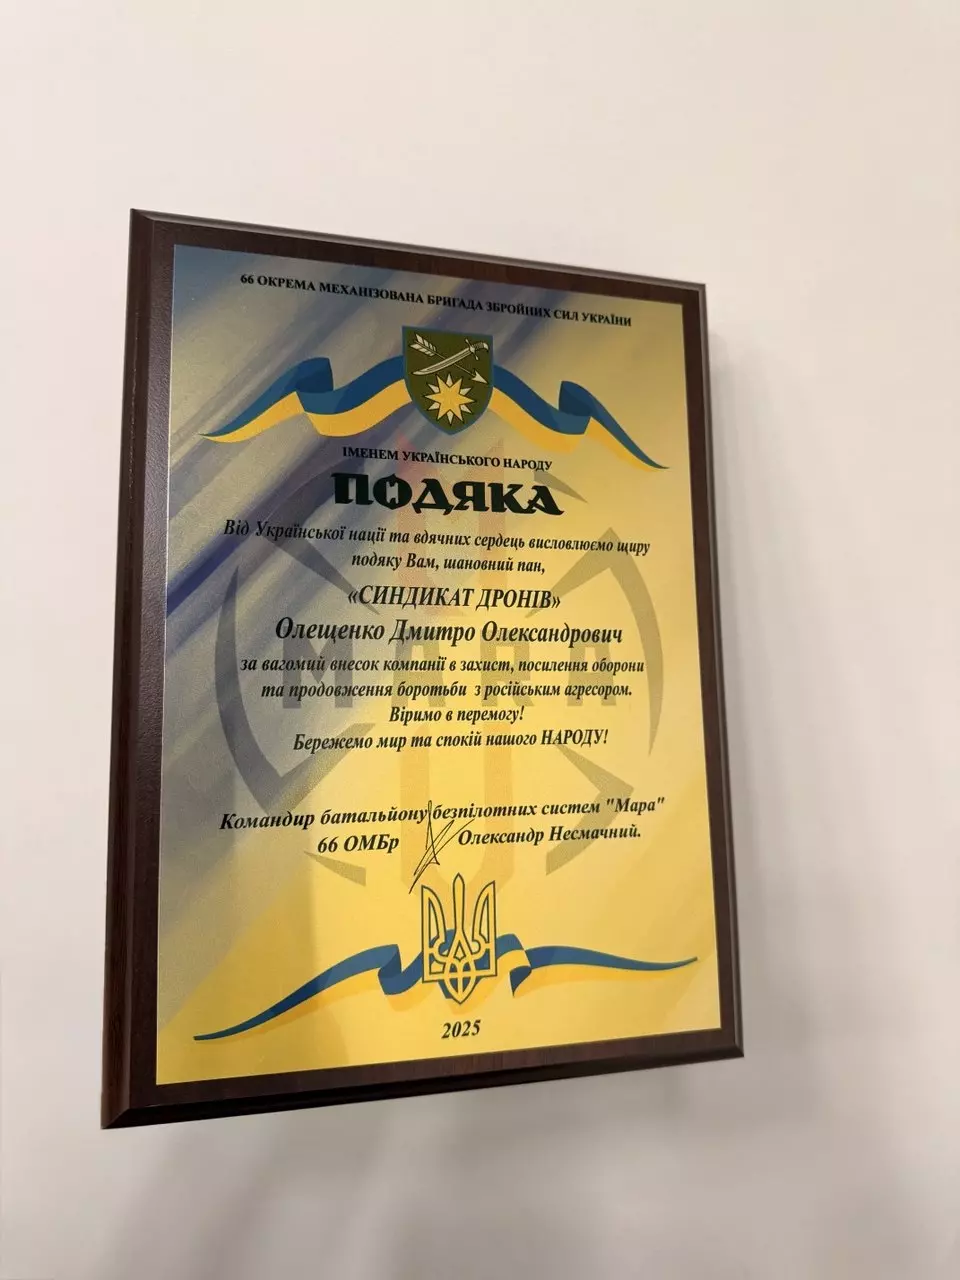 66 ОКРЕМА МЕХАНІЗОВАНА БРИГАДА ЗБРОЙНИХ СИЛ УКРАЇНИ
ІМЕНЕМ УКРАЇНСЬКОГО НАРОДУ
ПОДЯКА
Від Української нації та вдячних сердець висловлюємо щиру
подяку Вам, шановний пан,
«СИНДИКАТ ДРОНІВ»
Олещенко Дмитро Олександрович
за вагомий внесок компанії в захист, посилення оборони
та продовження боротьби з російським агресором.
МАРА
Віримо в перемогу!
Бережемо мир та спокій нашого НАРОДУ!
Командир батальйону безпілотних систем "Мара"
66 ОМБр Олександр Несмачний.
2025